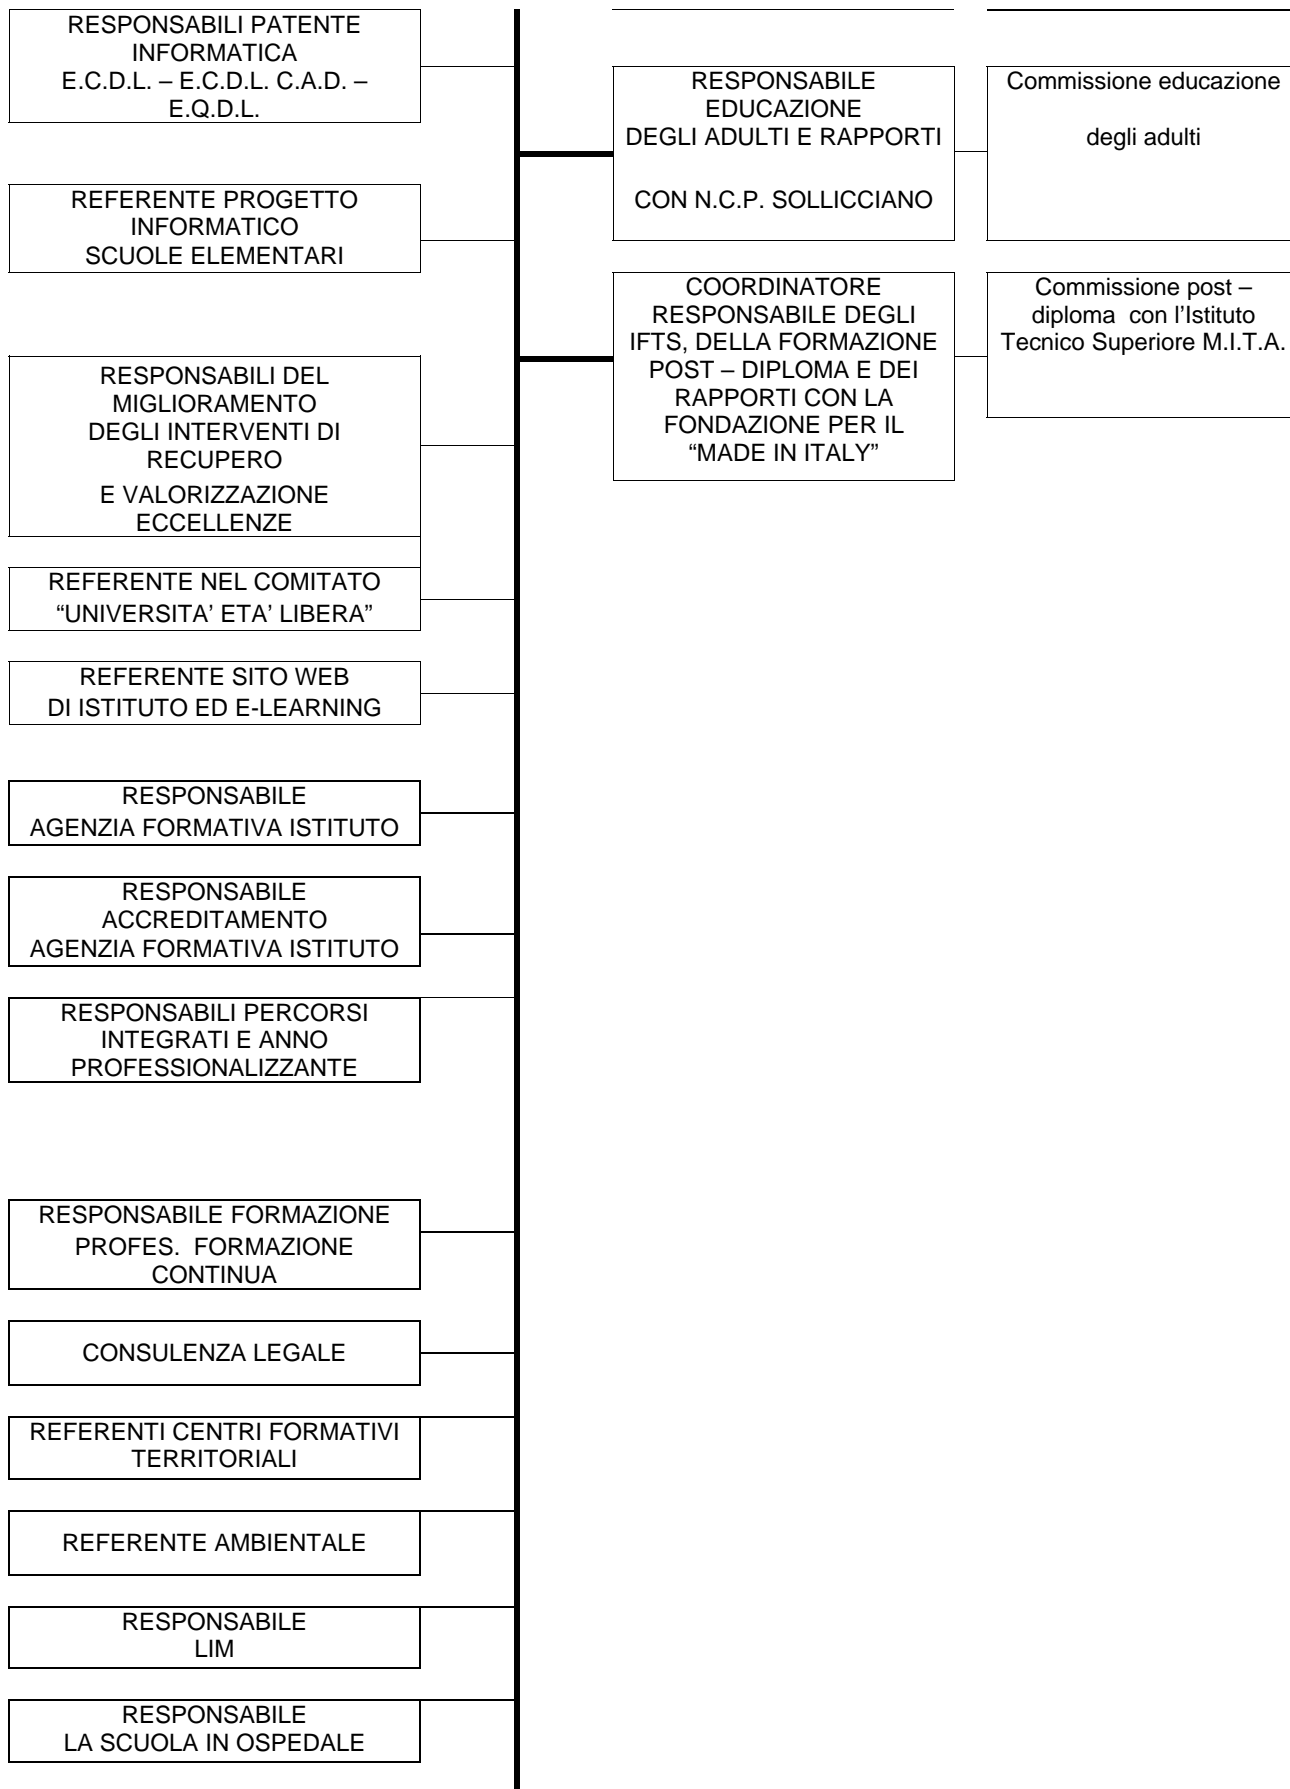 RESPONSABILI PATENTE
INFORMATICA
E.C.D.L. – E.C.D.L. C.A.D. –
E.Q.D.L.
REFERENTE PROGETTO
INFORMATICO
SCUOLE ELEMENTARI
RESPONSABILI DEL
MIGLIORAMENTO
DEGLI INTERVENTI DI
RECUPERO
E VALORIZZAZIONE
ECCELLENZE
REFERENTE NEL COMITATO
“UNIVERSITA’ ETA’ LIBERA”
REFERENTE SITO WEB
DI ISTITUTO ED E-LEARNING
RESPONSABILE
AGENZIA FORMATIVA ISTITUTO
RESPONSABILE
ACCREDITAMENTO
AGENZIA FORMATIVA ISTITUTO
RESPONSABILI PERCORSI
INTEGRATI E ANNO
PROFESSIONALIZZANTE
RESPONSABILE FORMAZIONE
PROFES. FORMAZIONE
CONTINUA
CONSULENZA LEGALE
REFERENTI CENTRI FORMATIVI
TERRITORIALI
REFERENTE AMBIENTALE
RESPONSABILE
LIM
RESPONSABILE
LA SCUOLA IN OSPEDALE
RESPONSABILE
EDUCAZIONE
DEGLI ADULTI E RAPPORTI
CON N.C.P. SOLLICCIANO
Commissione educazione
degli adulti
COORDINATORE
RESPONSABILE DEGLI
IFTS, DELLA FORMAZIONE
POST – DIPLOMA E DEI
RAPPORTI CON LA
FONDAZIONE PER IL
“MADE IN ITALY”
Commissione post –
diploma con l’Istituto
Tecnico Superiore M.I.T.A.